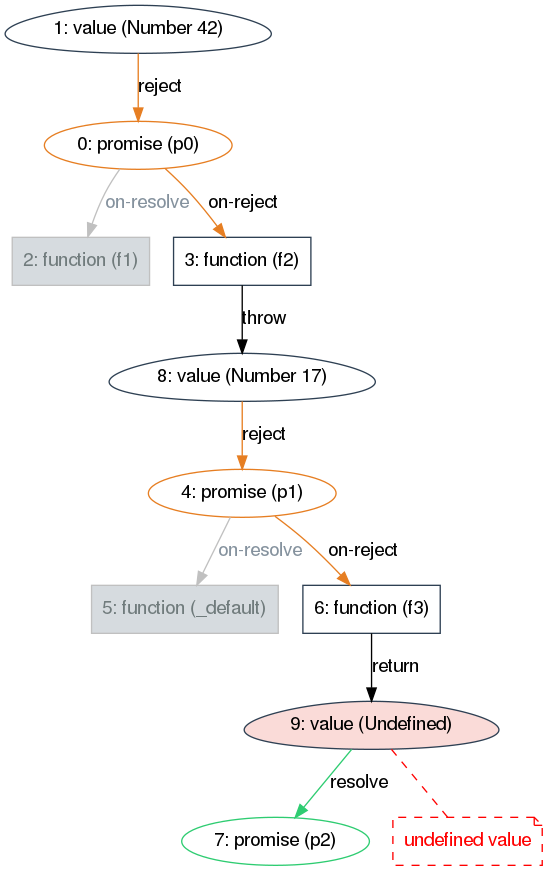 1: value (Number 42)
reject
0: promise (p0)
on-resolve
on-reject
2: function (f1)
3: function (f2)
throw
8: value (Number 17)
reject
4: promise (p1)
on-resolve
on-reject
5: function (_default)
6: function (f3)
return
9: value (Undefined)
resolve
7: promise (p2)
undefined value